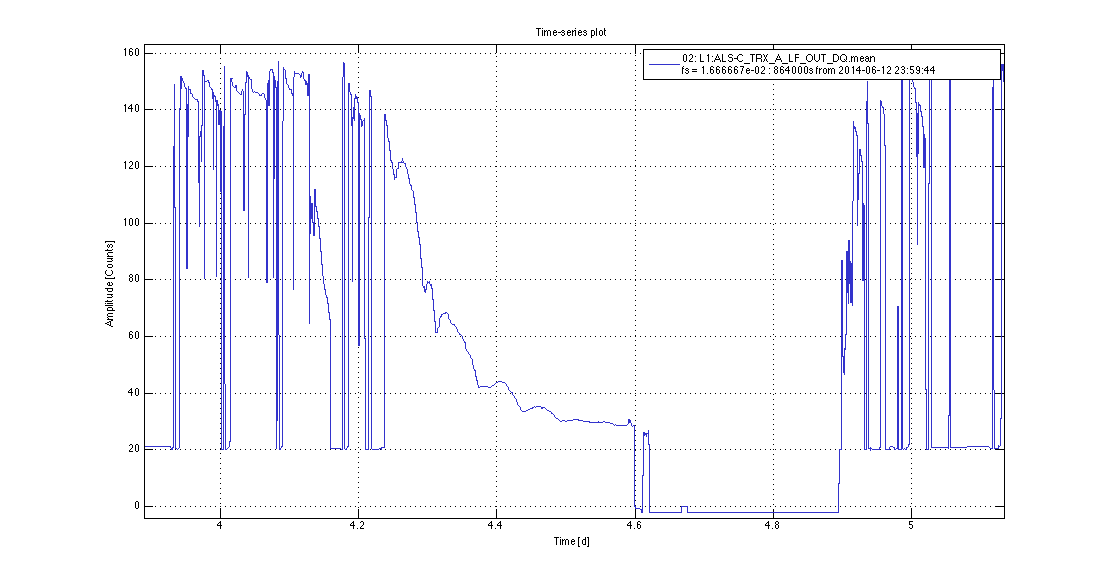 Time-series plot
02: L1:ALS-C_TRX_A_LF_OUT_DQ.mean
fs = 1.666667e-02 : 864000s from 2014-06-12 23:59:44
160
140
120
100
80
60
40
20
0
Amplitude [Counts]
4 4.2 4.4 4.6 4.8 5
Time [d]